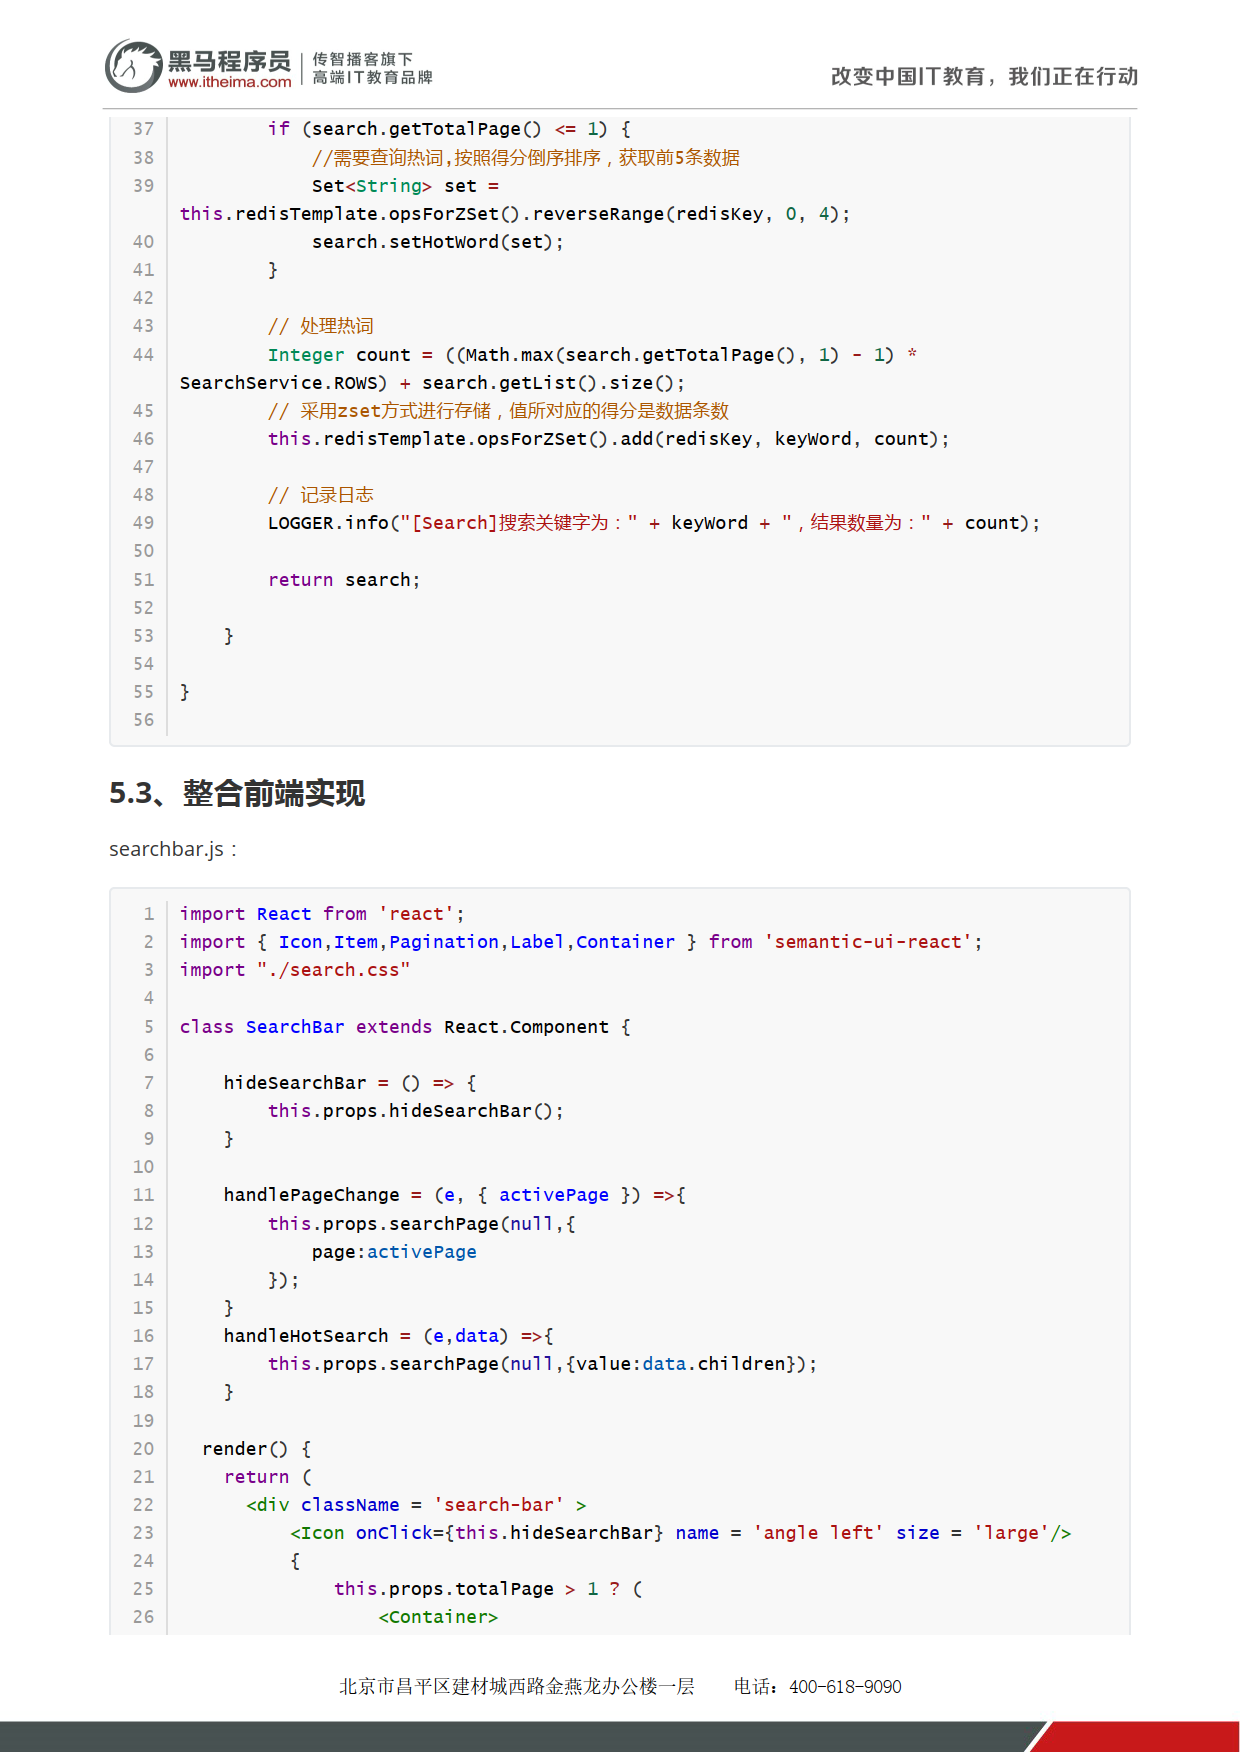 黑马程序员
www.itheima.com
传智播客旗下
高端IT教育品牌
改变中国IT教育，我们正在行动
37         if (search.getTotalPage() <= 1) {
38             //需要查询热词,按照得分倒序排序，获取前5条数据
39             Set<String> set =
this.redisTemplate.opsForZSet().reverseRange(redisKey, 0, 4);
40             search.setHotWord(set);
41         }
42
43         // 处理热词
44         Integer count = ((Math.max(search.getTotalPage(), 1) - 1) *
SearchService.ROWS) + search.getList().size();
45         // 采用zset方式进行存储，值所对应的得分是数据条数
46         this.redisTemplate.opsForZSet().add(redisKey, keyWord, count);
47
48         // 记录日志
49         LOGGER.info("[Search]搜索关键字为：" + keyWord + "，结果数量为：" + count);
50
51         return search;
52
53     }
54
55 }
56
5.3、整合前端实现
searchbar.js：
1 import React from 'react';
2 import { Icon,Item,Pagination,Label,Container } from 'semantic-ui-react';
3 import "./search.css"
4
5 class SearchBar extends React.Component {
6
7     hideSearchBar = () => {
8         this.props.hideSearchBar();
9     }
10
11     handlePageChange = (e, { activePage }) =>{
12         this.props.searchPage(null,{
13             page:activePage
14         });
15     }
16     handleHotSearch = (e,data) =>{
17         this.props.searchPage(null,{value:data.children});
18     }
19
20   render() {
21     return (
22       <div className = 'search-bar' >
23           <Icon onClick={this.hideSearchBar} name = 'angle left' size = 'large'/>
24           {
25               this.props.totalPage > 1 ? (
26                   <Container>
北京市昌平区建材城西路金燕龙办公楼一层    电话：400-618-9090